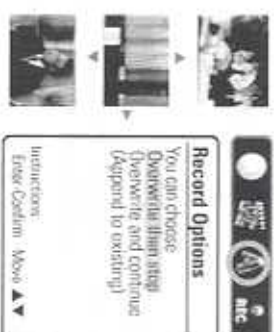 REC
Record Options
You can choose
Overwrite then stop
Overwrite and continue
(Append to existing)
Instructions
Enter Confirm Move ▲▼